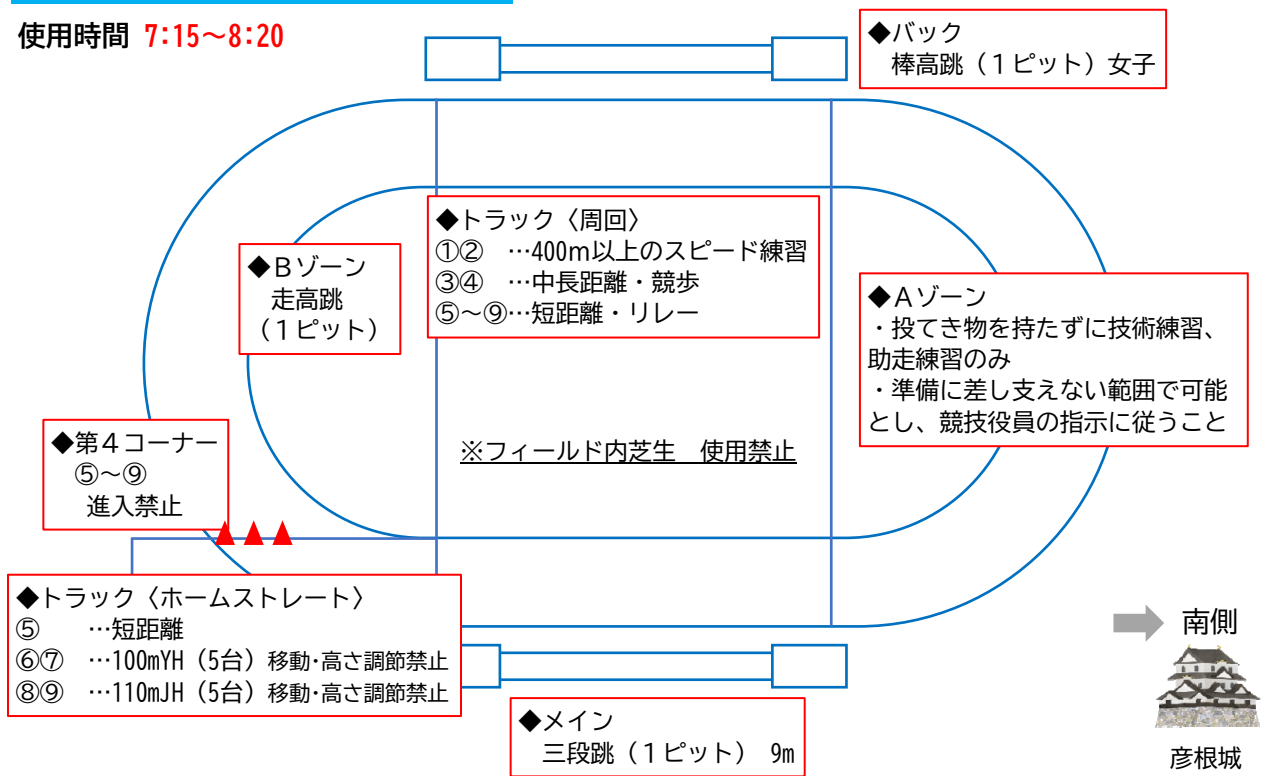 使用時間 7:15～8:20
◆バック
棒高跳（１ピット）女子
◆トラック〈周回〉
①② …400m以上のスピード練習
③④ …中長距離・競歩
⑤～⑨…短距離・リレー
◆Ｂゾーン
走高跳
（１ピット）
◆Ａゾーン
・投てき物を持たずに技術練習、
助走練習のみ
・準備に差し支えない範囲で可能
とし、競技役員の指示に従うこと
◆第４コーナー
⑤～⑨
進入禁止
※フィールド内芝生　使用禁止
◆トラック〈ホームストレート〉
⑤ …短距離
⑥⑦ …100mYH（5台）移動・高さ調節禁止
⑧⑨ …110mJH（5台）移動・高さ調節禁止
◆メイン
三段跳（１ピット） 9m
南側
彦根城